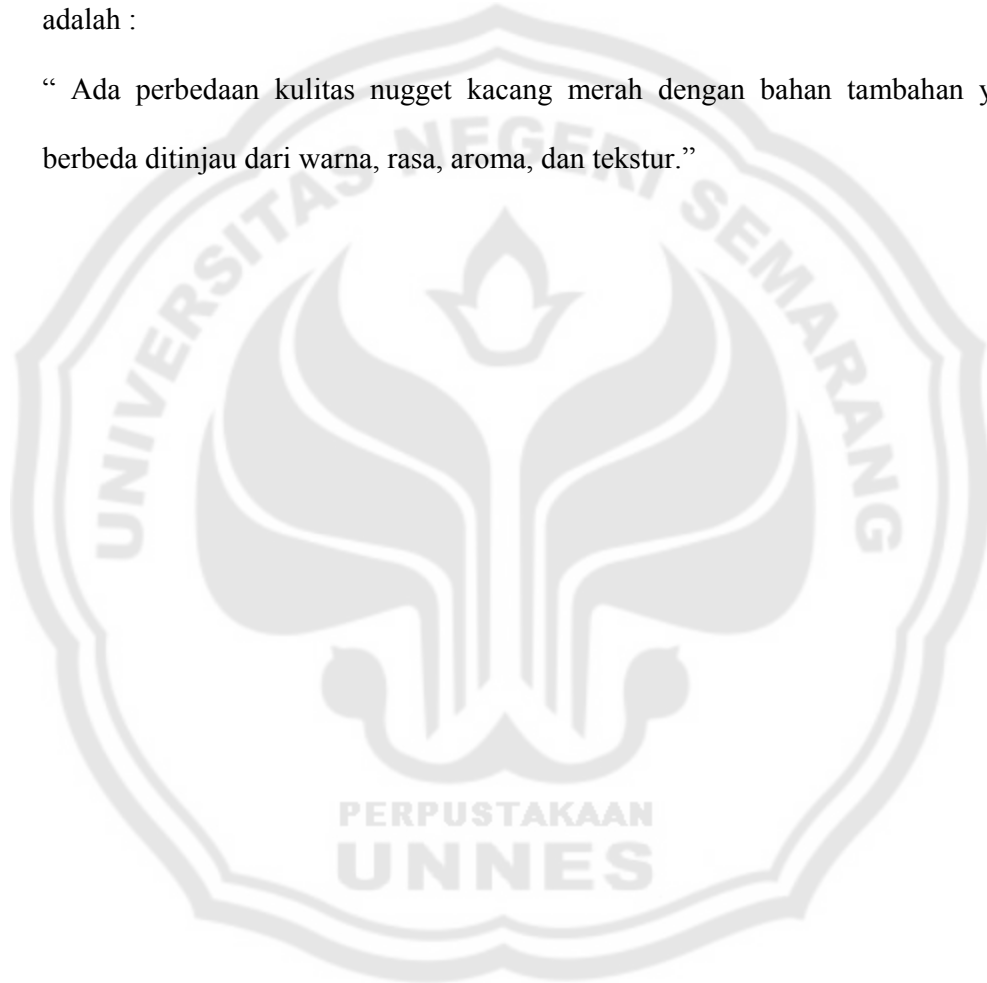 adalah :
“ Ada perbedaan kulitas nugget kacang merah dengan bahan tambahan y
berbeda ditinjau dari warna, rasa, aroma, dan tekstur.”
UNIVERSITAS NEGERI SEMARANG
PERPUSTAKAAN
UNNES